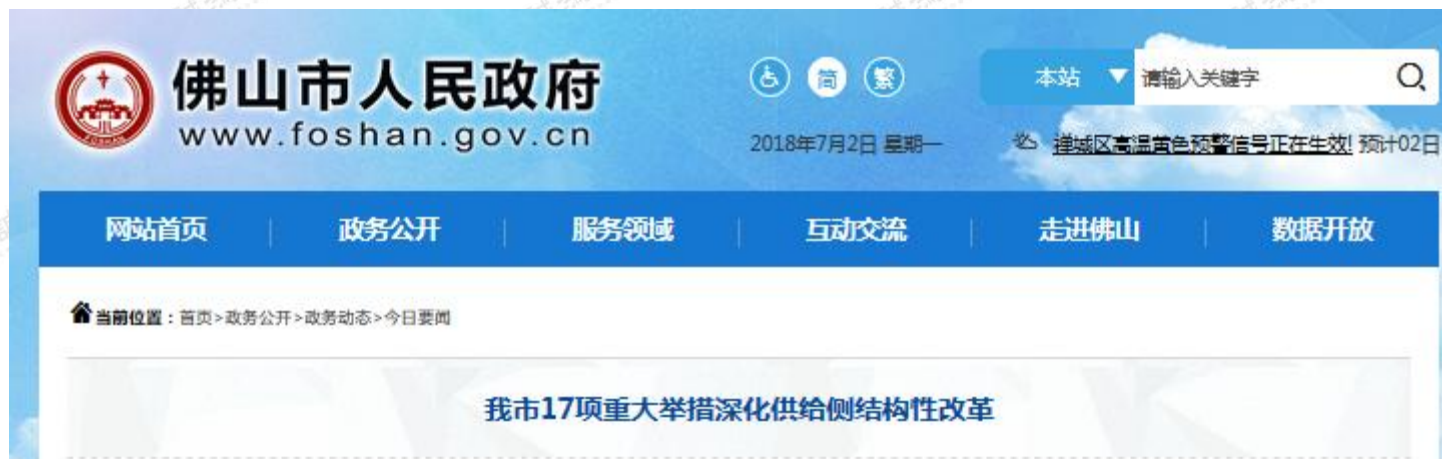 佛山市人民政府
www.foshan.gov.cn
简 繁
本站 请输入关键字
2018年7月2日 星期一
禅城区高温黄色预警信号正在生效! 预计02日
网站首页 政务公开 服务领域 互动交流 走进佛山 数据开放
当前位置：首页>政务公开>政务动态>今日要闻
我市17项重大举措深化供给侧结构性改革